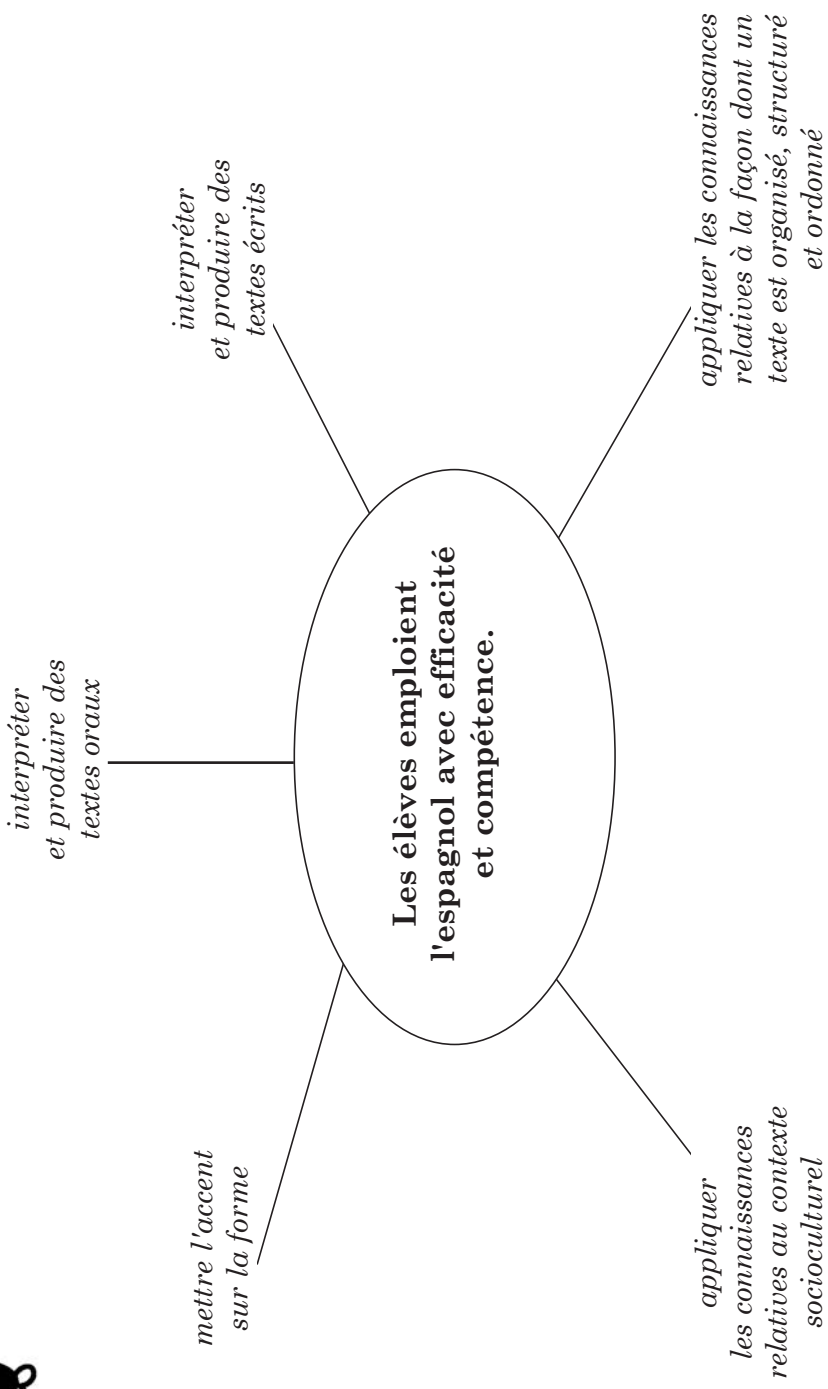 interpréter
et produire des
textes oraux
mettre l'accent
sur la forme
interpréter
et produire des
textes écrits
Les élèves emploient
l'espagnol avec efficacité
et compétence.
appliquer
les connaissances
relatives au contexte
socioculturel
appliquer les connaissances
relatives à la façon dont un
texte est organisé, structuré
et ordonné